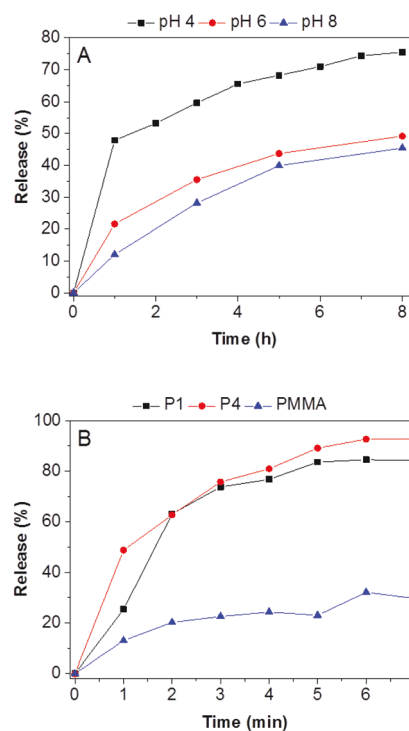 pH 4 pH 6 pH 8
A
80
70
60
50
40
30
20
10
0
Release (%)
0 2 4 6 8
Time (h)
P1 P4 PMMA
B
100
80
60
40
20
0
Release (%)
0 1 2 3 4 5 6
Time (min)